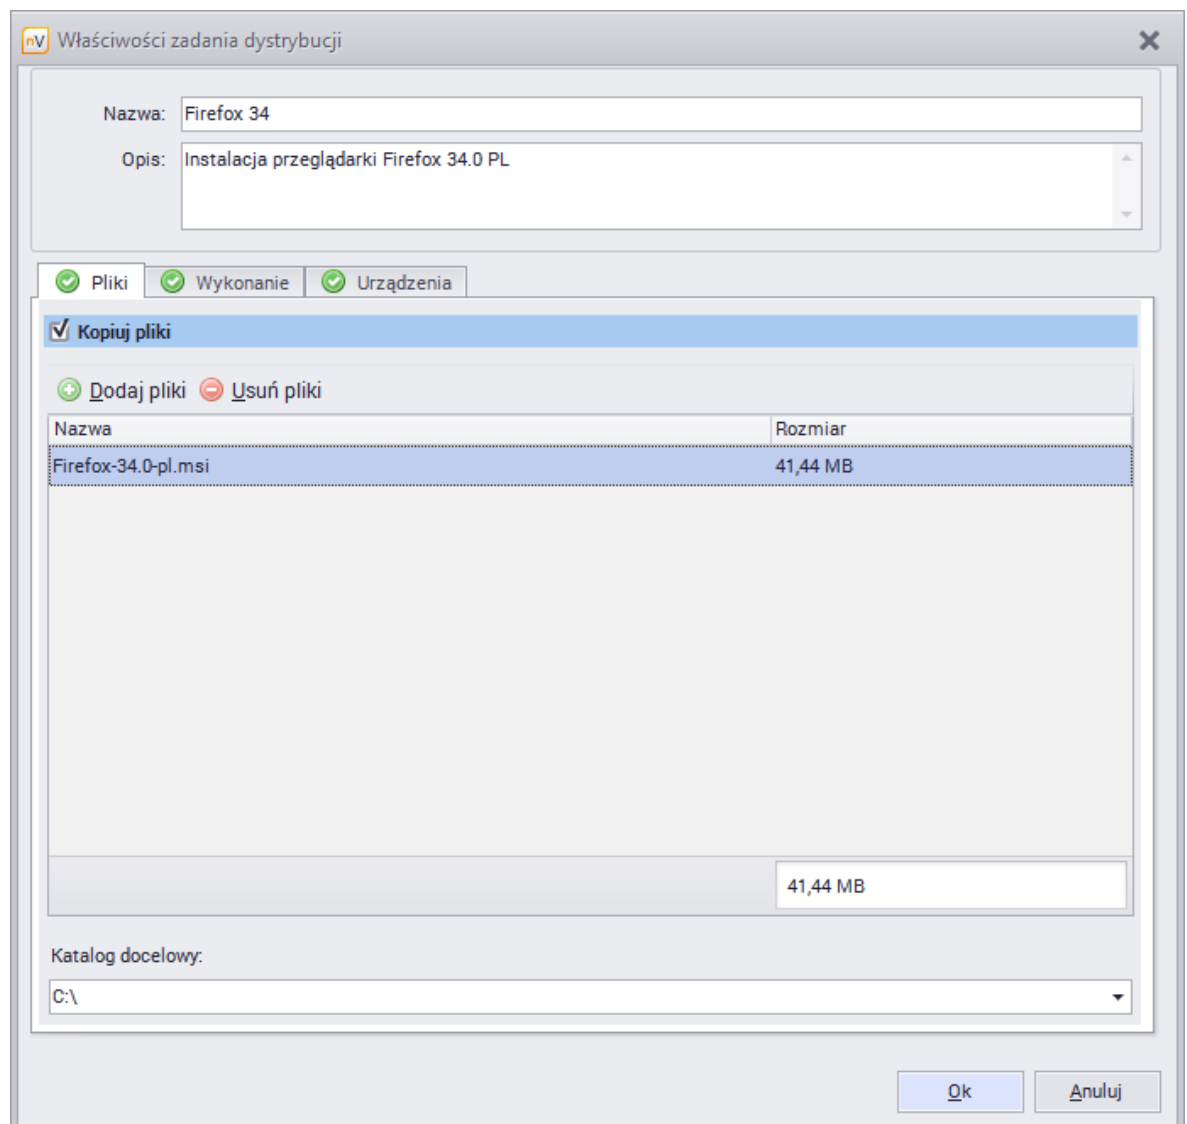 nV Właściwości zadania dystrybucji
Nazwa: Firefox 34
Opis: Instalacja przeglądarki Firefox 34.0 PL
Pliki Wykonanie Urządzenia
Kopiuj pliki
Dodaj pliki Usuń pliki
Nazwa Rozmiar
Firefox-34.0-pl.msi 41,44 MB
41,44 MB
Katalog docelowy:
C:\
Ok Anuluj